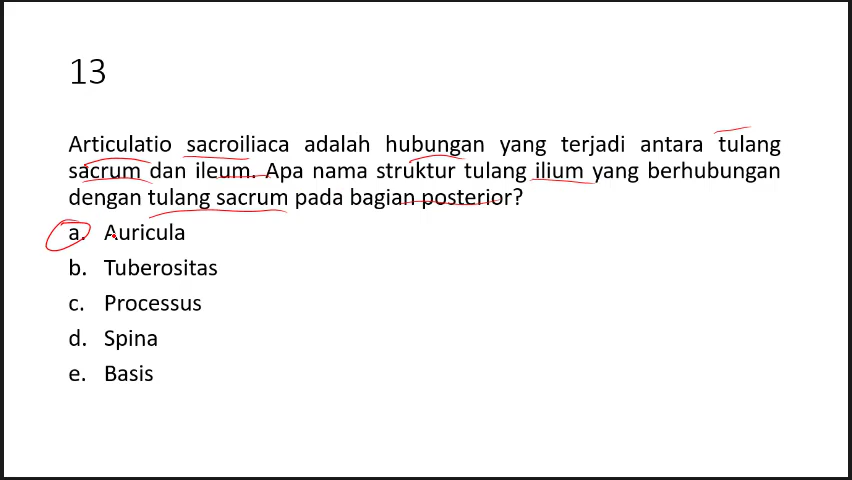 13
Articulatio sacroiliaca adalah hubungan yang terjadi antara tulang
sacrum dan ileum. Apa nama struktur tulang ilium yang berhubungan
dengan tulang sacrum pada bagian posterior?
a. Auricula
b. Tuberositas
c. Processus
d. Spina
e. Basis